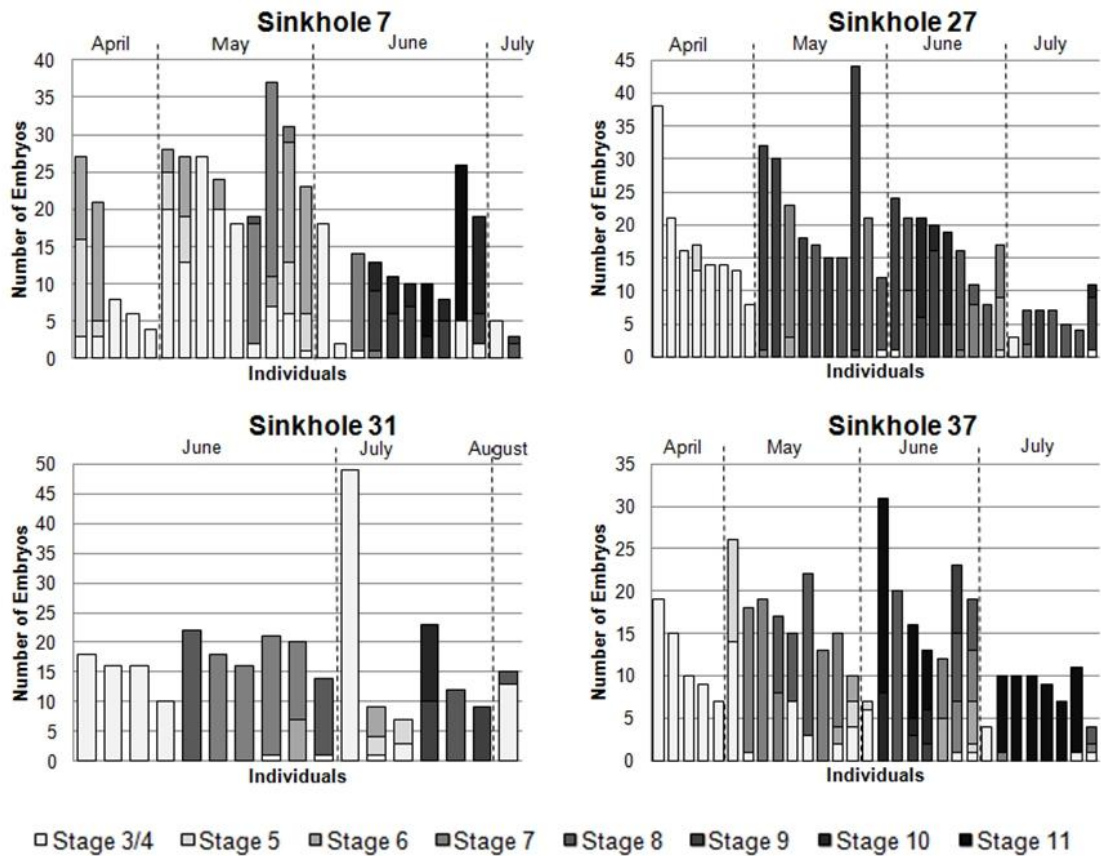 Sinkhole 7
April May June July
Number of Embryos
40
35
30
25
20
15
10
5
0
Individuals
Sinkhole 27
April May June July
Number of Embryos
45
40
35
30
25
20
15
10
5
0
Individuals
Sinkhole 31
June July August
Number of Embryos
50
45
40
35
30
25
20
15
10
5
0
Individuals
Sinkhole 37
April May June July
Number of Embryos
35
30
25
20
15
10
5
0
Individuals
Stage 3/4 Stage 5 Stage 6 Stage 7 Stage 8 Stage 9 Stage 10 Stage 11